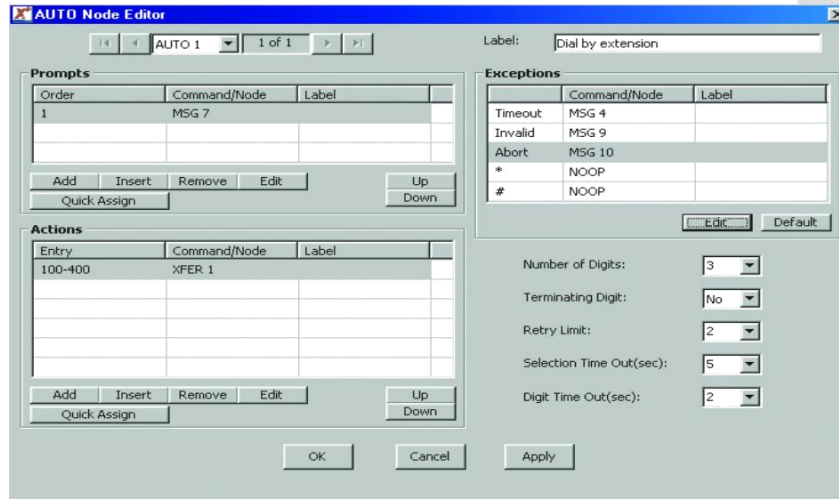 AUTO Node Editor
AUTO 1 1 of 1
Label: Dial by extension
Prompts
Order Command/Node Label
1 MSG 7
Add Insert Remove Edit Up
Quick Assign Down
Exceptions
Command/Node Label
Timeout MSG 4
Invalid MSG 9
Abort MSG 10
* NOOP
# NOOP
Edit Default
Actions
Entry Command/Node Label
100-400 XFER 1
Add Insert Remove Edit Up
Quick Assign Down
Number of Digits: 3
Terminating Digit: No
Retry Limit: 2
Selection Time Out(sec): 5
Digit Time Out(sec): 2
OK Cancel Apply